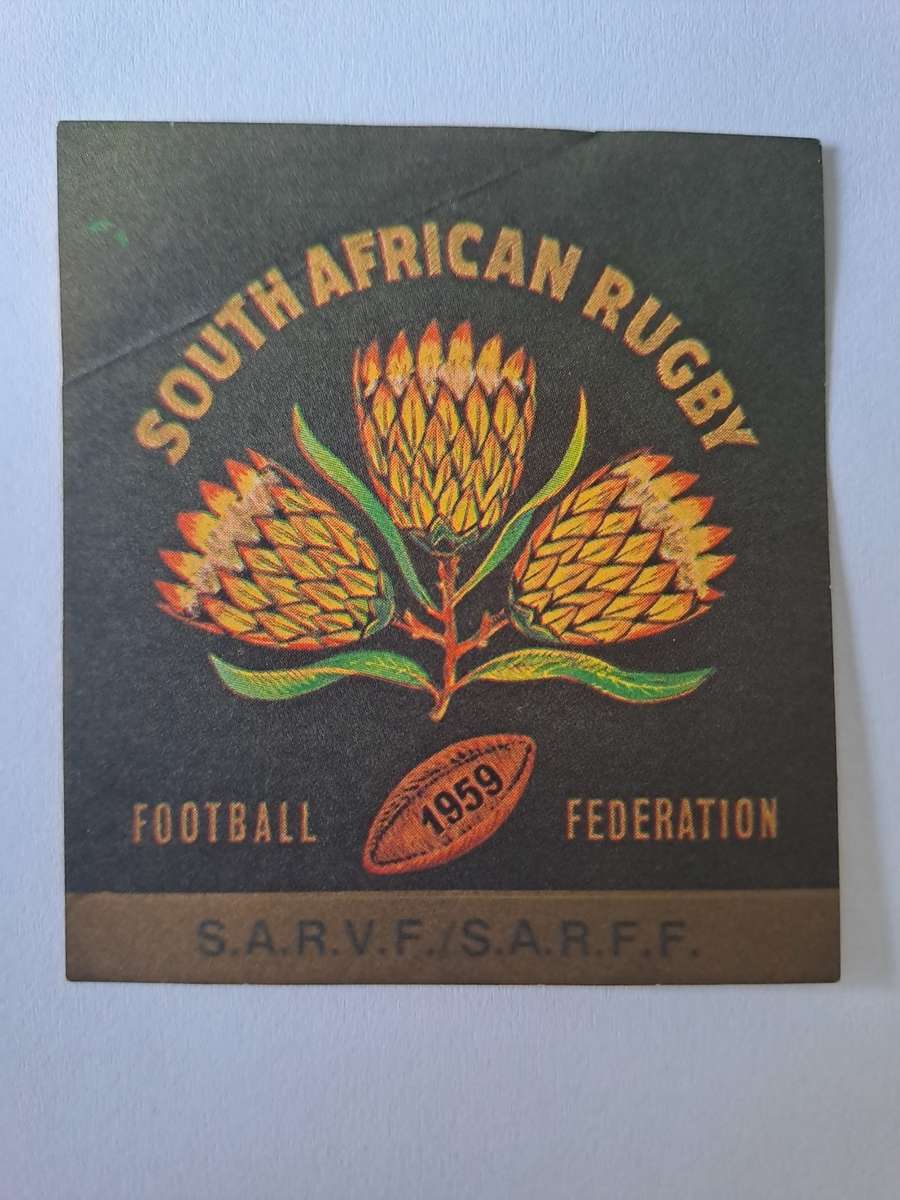 SOUTH AFRICAN RUGBY
1959
FOOTBALL FEDERATION
S.A.R.V.F./S.A.R.F.F.